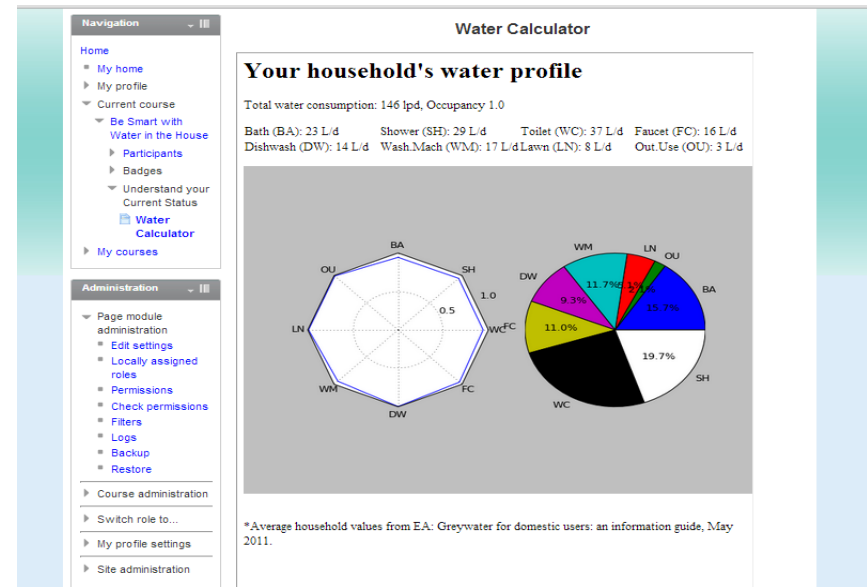 Navigation
Home
My home
My profile
Current course
Be Smart with
Water in the House
Participants
Badges
Understand your
Current Status
Water
Calculator
My courses
Administration
Page module
administration
Edit settings
Locally assigned
roles
Permissions
Check permissions
Filters
Logs
Backup
Restore
Course administration
Switch role to...
My profile settings
Site administration
Water Calculator
Your household's water profile
Total water consumption: 146 lpd, Occupancy 1.0
Bath (BA): 23 L/d Shower (SH): 29 L/d Toilet (WC): 37 L/d Faucet (FC): 16 L/d
Dishwash (DW): 14 L/d Wash.Mach (WM): 17 L/d Lawn (LN): 8 L/d Out.Use (OU): 3 L/d
BA
OU
SH
1.0
0.5
LN
WC
WM
FC
DW
WM
LN
OU
DW
BA
11.7%
9.3%
15.7%
FC
11.0%
19.7%
SH
WC
*Average household values from EA: Greywater for domestic users: an information guide, May
2011.